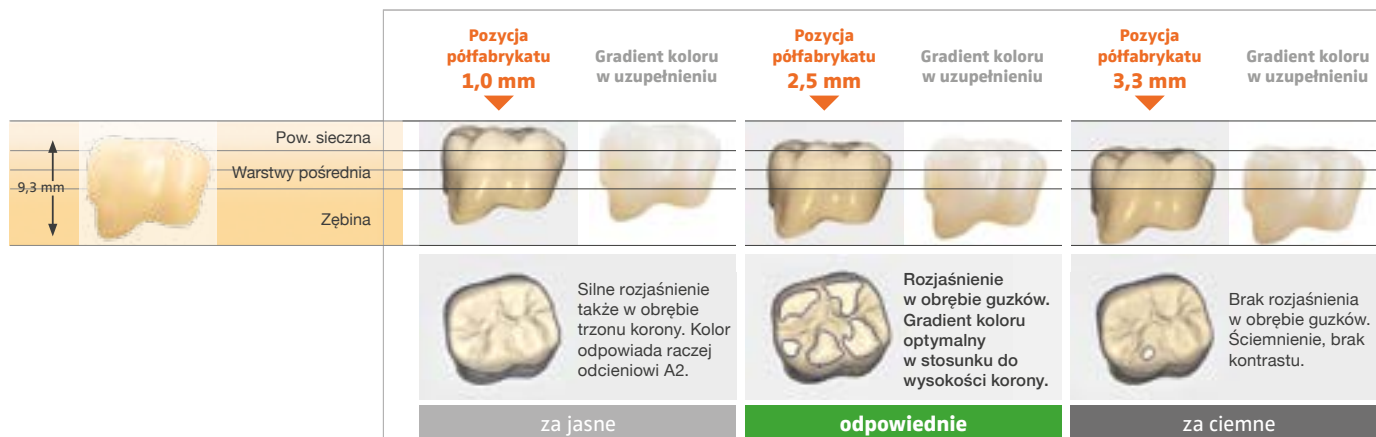 Pozycja
półfabrykatu
1,0 mm
Gradient koloru
w uzupełnieniu
Pozycja
półfabrykatu
2,5 mm
Gradient koloru
w uzupełnieniu
Pozycja
półfabrykatu
3,3 mm
Gradient koloru
w uzupełnieniu
9,3 mm
Pow. sieczna
Warstwy pośrednia
Zębina
Silne rozjaśnienie
także w obrębie
trzonu korony. Kolor
odpowiada raczej
odcieniowi A2.
za jasne
Rozjaśnienie
w obrębie guzków.
Gradient koloru
optymalny
w stosunku do
wysokości korony.
odpowiednie
Brak rozjaśnienia
w obrębie guzków.
Ściemnienie, brak
kontrastu.
za ciemne